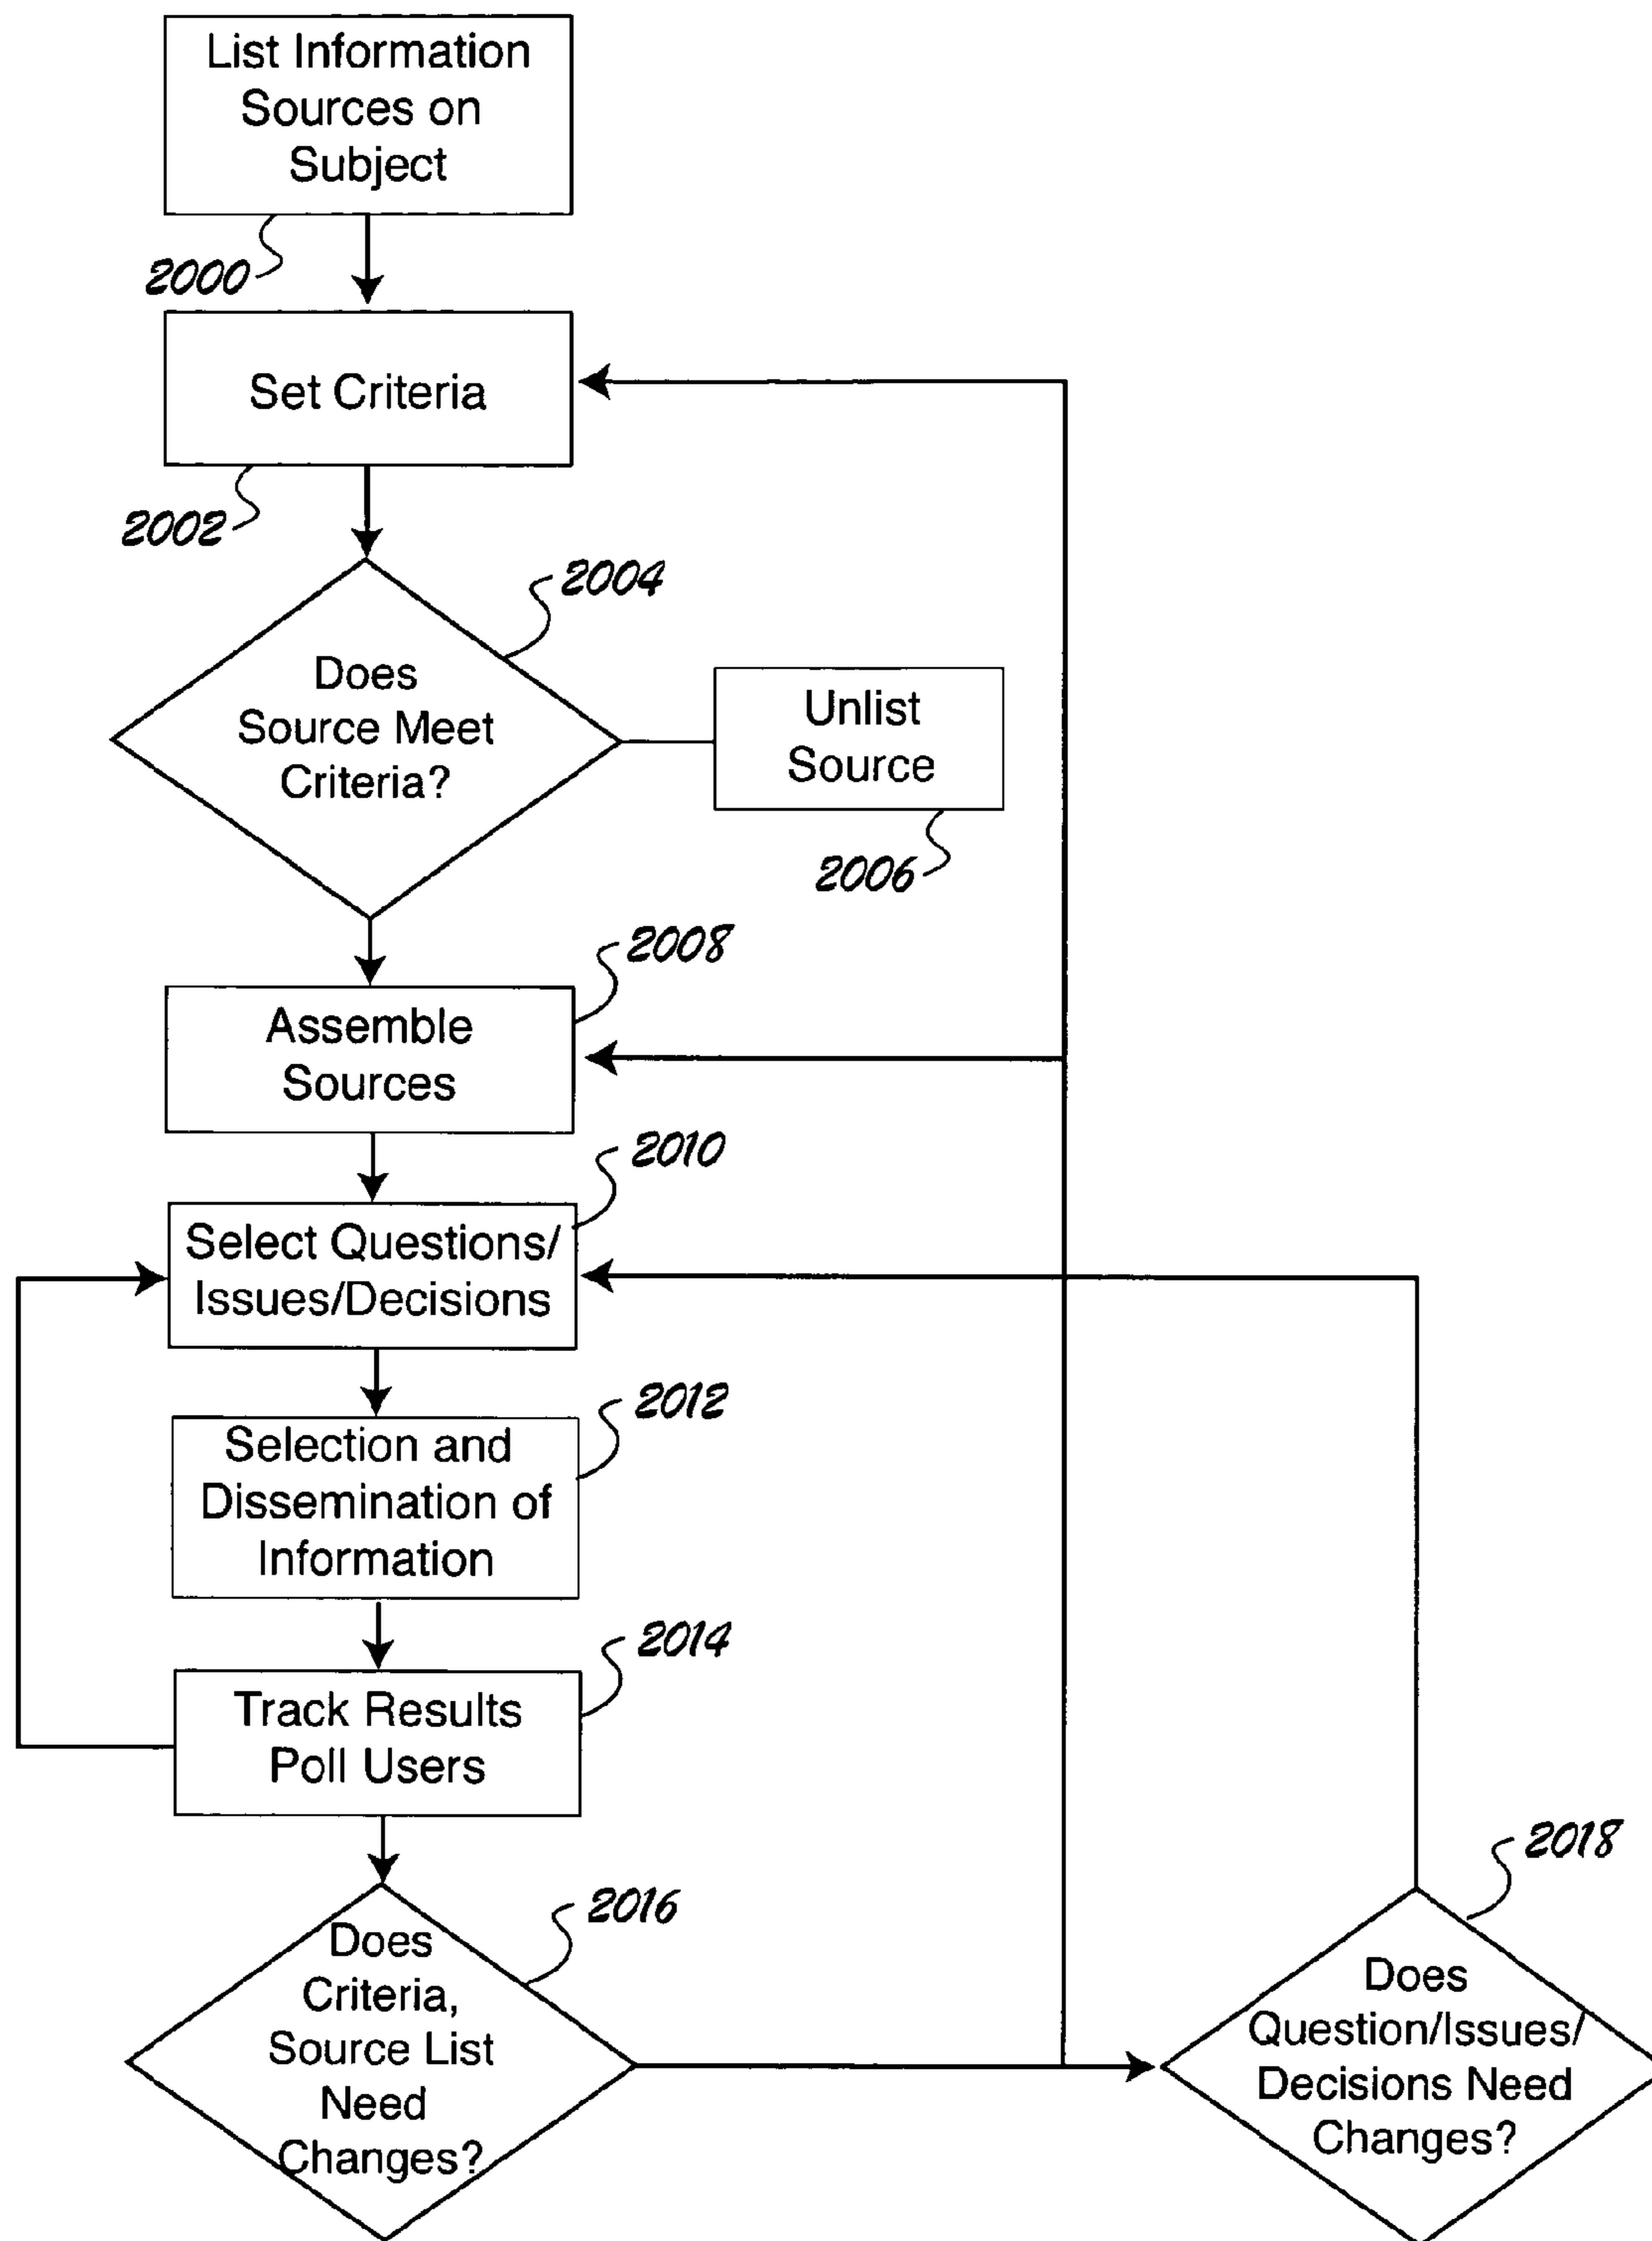 List Information
Sources on
Subject
2000
Set Criteria
2002
2004
Does
Source Meet
Criteria?
Unlist
Source
2006
2008
Assemble
Sources
2010
Select Questions/
Issues/Decisions
2012
Selection and
Dissemination of
Information
2014
Track Results
Poll Users
2016
Does
Criteria,
Source List
Need
Changes?
2018
Does
Question/Issues/
Decisions Need
Changes?